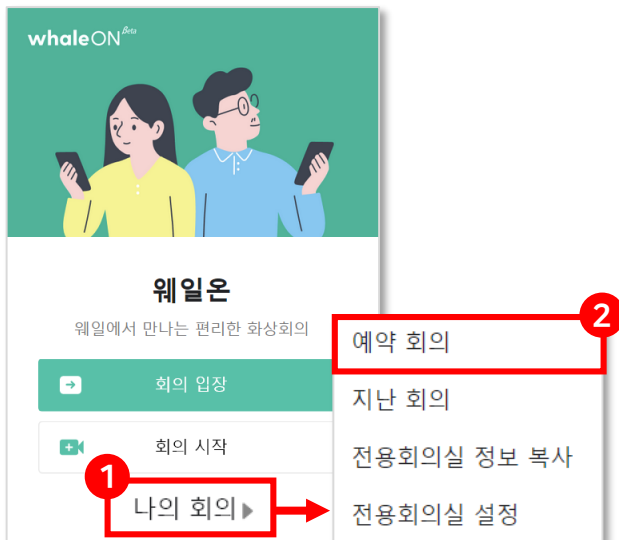 whaleON Beta
웨일온
웨일에서 만나는 편리한 화상회의
회의 입장
회의 시작
1
나의 회의▶
2
예약 회의
지난 회의
전용회의실 정보 복사
전용회의실 설정